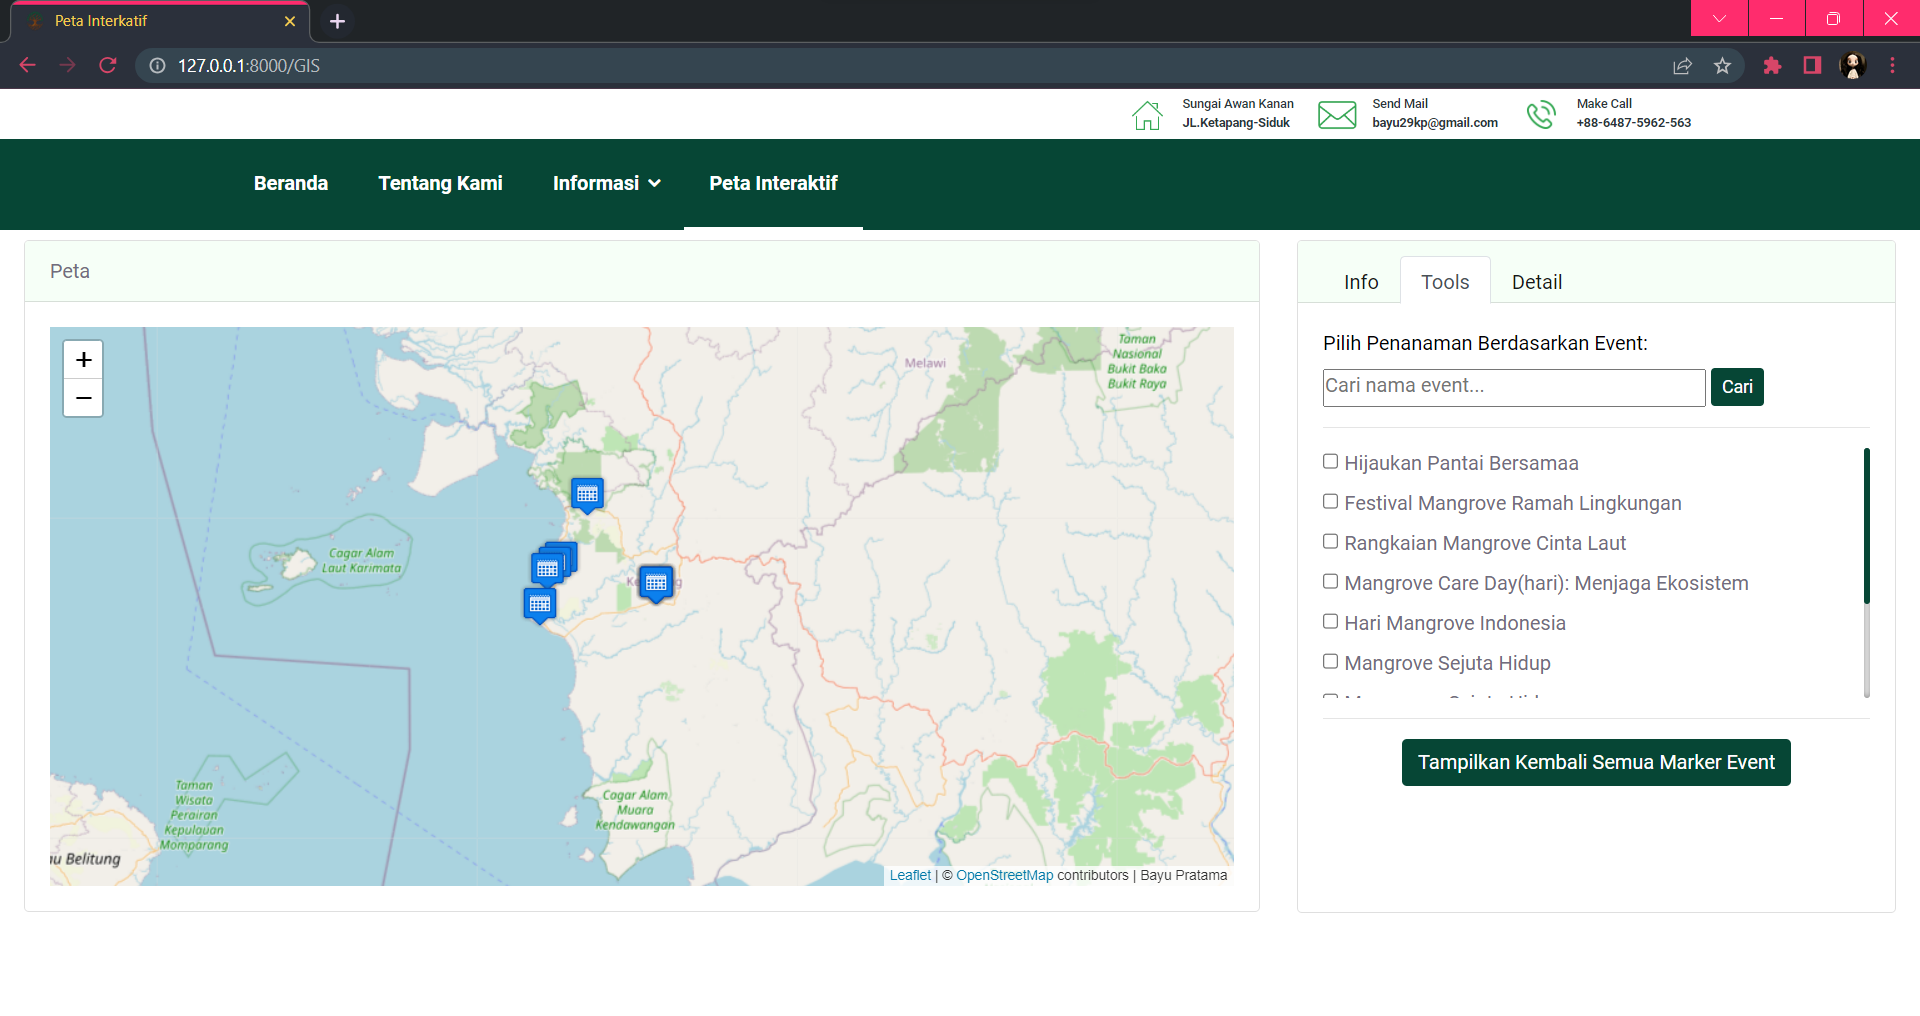 Peta Interkatif
127.0.0.1:8000/GIS
Sungai Awan Kanan
JL.Ketapang-Siduk
Send Mail
bayu29kp@gmail.com
Make Call
+88-6487-5962-563
Beranda
Tentang Kami
Informasi
Peta Interaktif
Peta
+
−
Melawi
Taman
Nasional
Bukit Baka
Bukit Raya
Cagar Alam
Laut Karimata
Taman
Wisata
Perairan
Kepulauan
Momparang
Cagar Alam
Muara
Kendawangan
au Belitung
Leaflet | © OpenStreetMap contributors | Bayu Pratama
Info
Tools
Detail
Pilih Penanaman Berdasarkan Event:
Cari nama event...
Cari
Hijaukan Pantai Bersamaa
Festival Mangrove Ramah Lingkungan
Rangkaian Mangrove Cinta Laut
Mangrove Care Day(hari): Menjaga Ekosistem
Hari Mangrove Indonesia
Mangrove Sejuta Hidup
Tampilkan Kembali Semua Marker Event